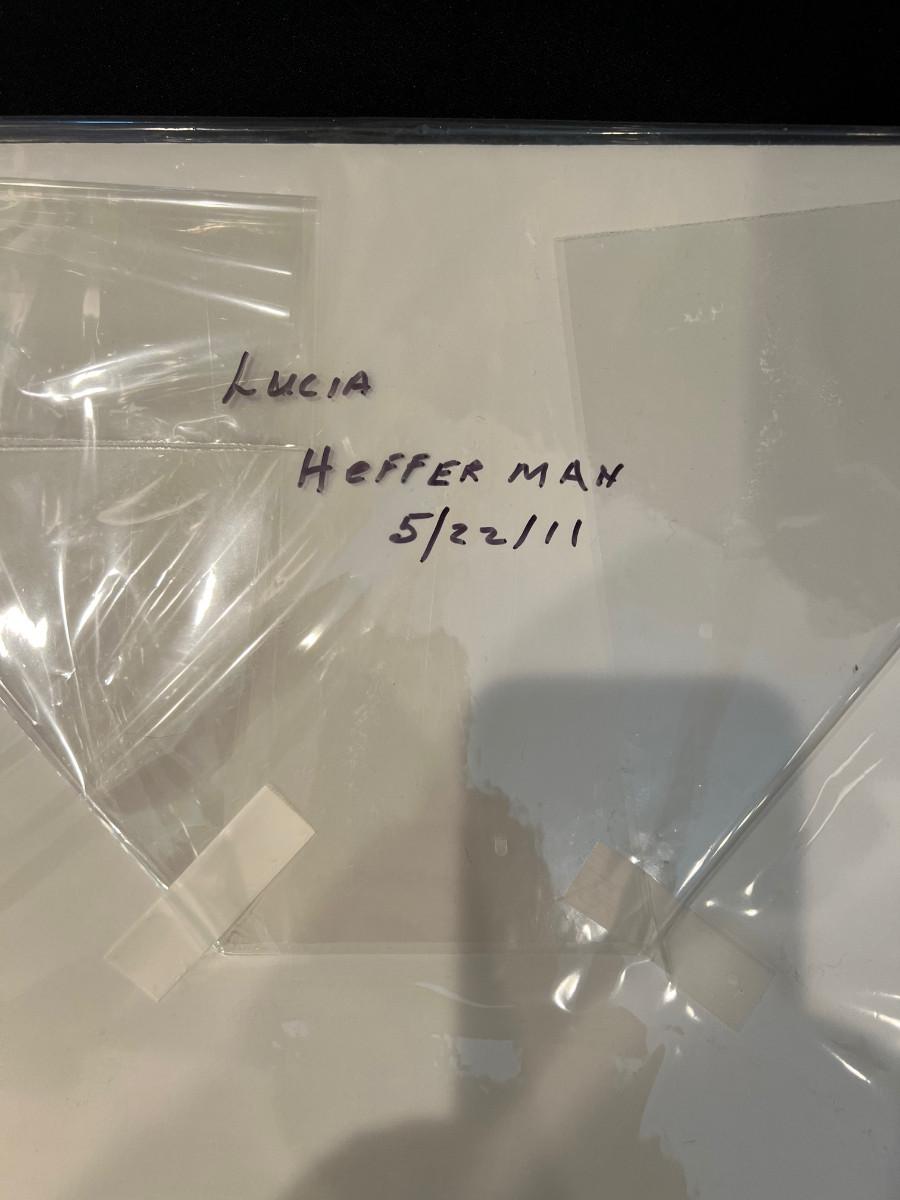 LUCIA
HEFFER MAN
5/22/11